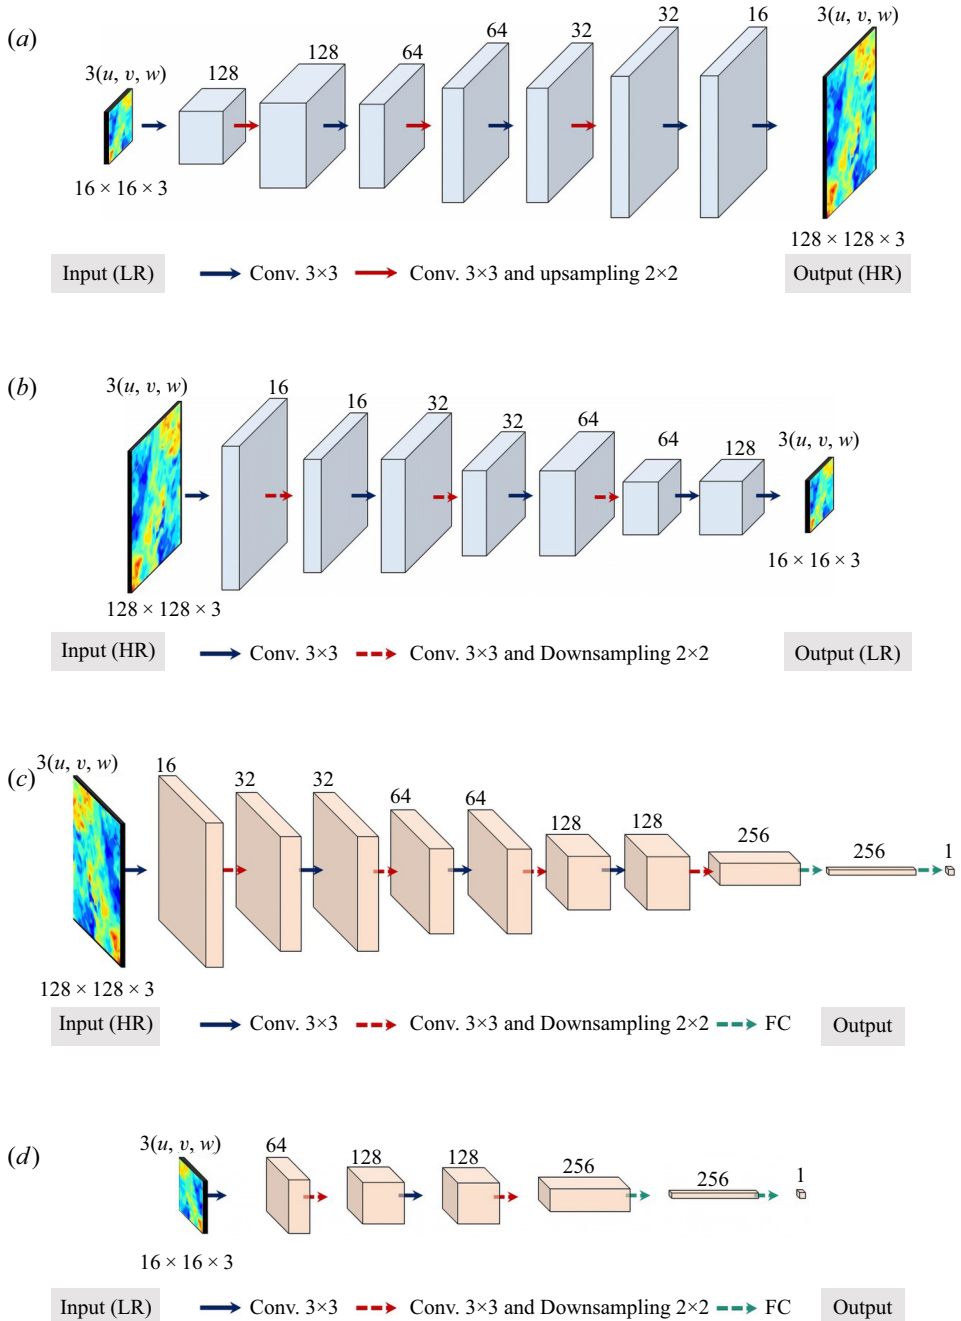 (a)
3(u, v, w)
128
128
64
64
32
32
16
3(u, v, w)
16 × 16 × 3
128 × 128 × 3
Input (LR)
Conv. 3×3
Conv. 3×3 and upsampling 2×2
Output (HR)
(b)
3(u, v, w)
16
16
32
32
64
64
128
3(u, v, w)
128 × 128 × 3
16 × 16 × 3
Input (HR)
Conv. 3×3
Conv. 3×3 and Downsampling 2×2
Output (LR)
(c)
3(u, v, w)
16
32
32
64
64
128
128
256
256
1
128 × 128 × 3
Input (HR)
Conv. 3×3
Conv. 3×3 and Downsampling 2×2
FC
Output
(d)
3(u, v, w)
64
128
128
256
256
1
16 × 16 × 3
Input (LR)
Conv. 3×3
Conv. 3×3 and Downsampling 2×2
FC
Output